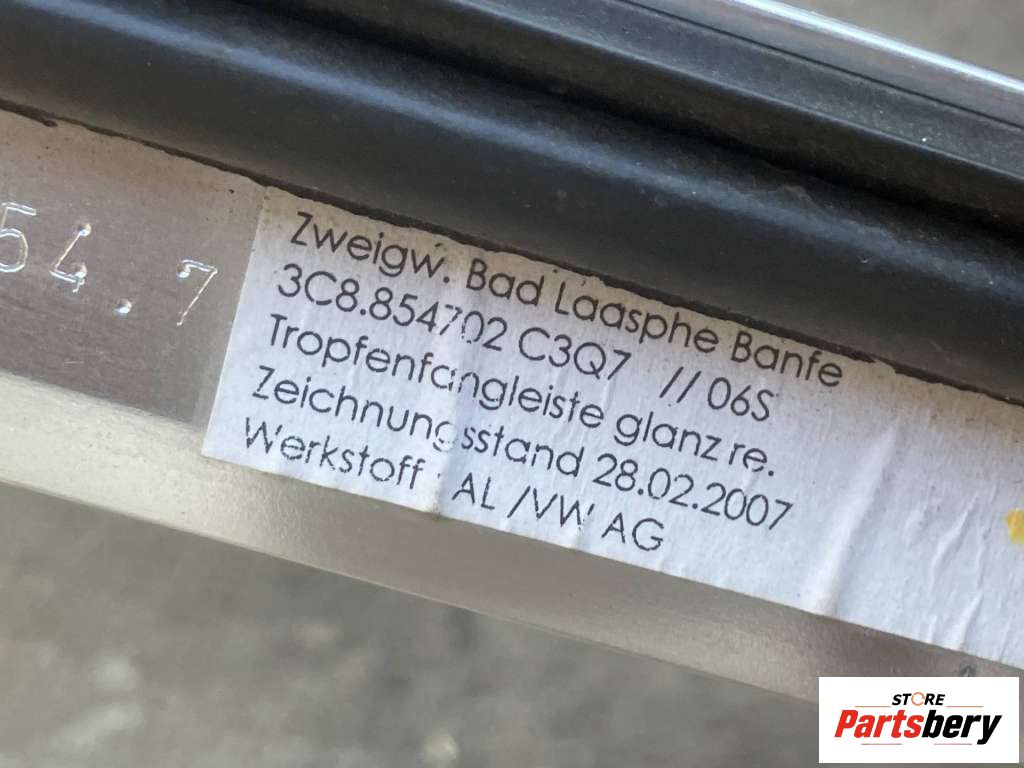 54.7
Zweigw. Bad Laasphe Banfe
3C8.854702 C3Q7 // 06S
Tropfenfangleiste glanz re.
Zeichnungsstand 28.02.2007
Werkstoff : AL /VW AG
STORE
Partsbery